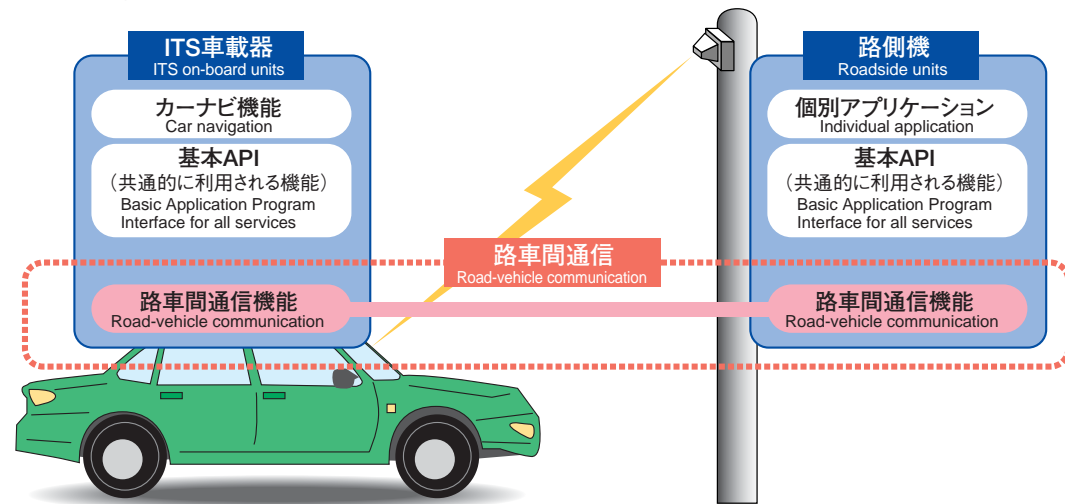 ITS車載器
ITS on-board units
カーナビ機能
Car navigation
基本API
（共通的に利用される機能）
Basic Application Program
Interface for all services
路車間通信機能
Road-vehicle communication
路車間通信
Road-vehicle communication
路側機
Roadside units
個別アプリケーション
Individual application
基本API
（共通的に利用される機能）
Basic Application Program
Interface for all services
路車間通信機能
Road-vehicle communication